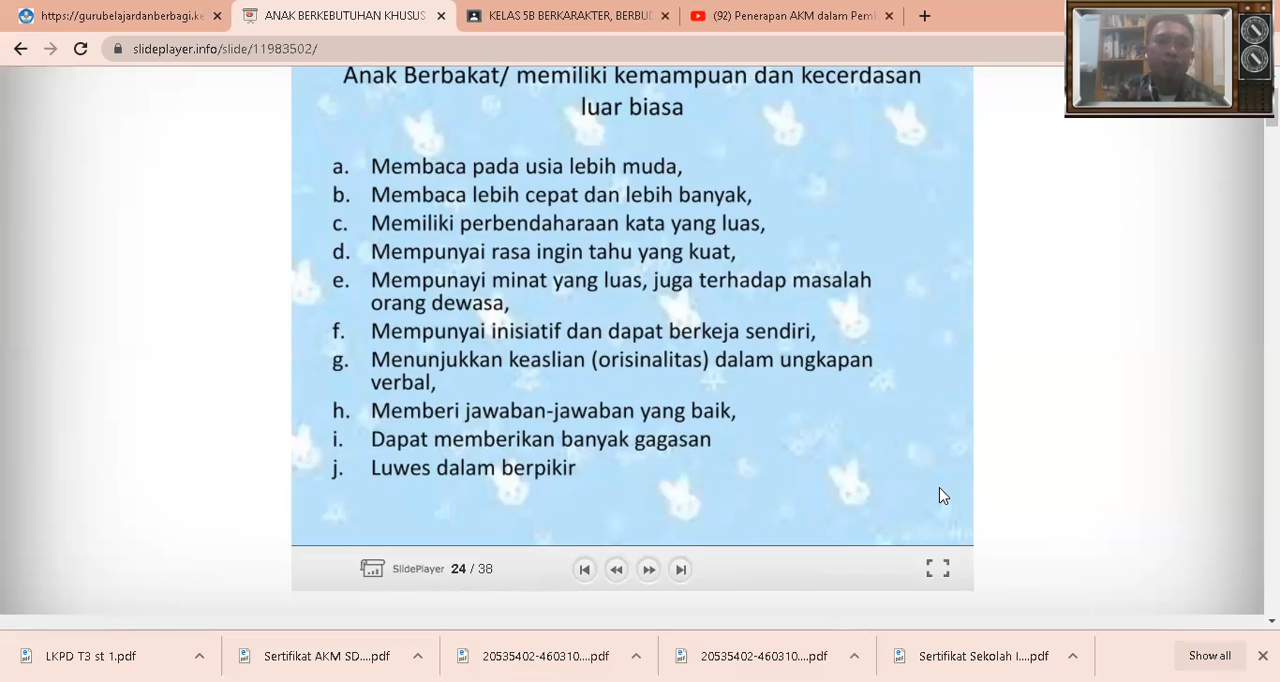 https://gurubelajardanberbagi.ke
ANAK BERKEBUTUHAN KHUSUS
KELAS 5B BERKARAKTER, BERBUD
(92) Penerapan AKM dalam Pemb
slideplayer.info/slide/11983502/
Anak Berbakat/ memiliki kemampuan dan kecerdasan
luar biasa
a. Membaca pada usia lebih muda,
b. Membaca lebih cepat dan lebih banyak,
c. Memiliki perbendaharaan kata yang luas,
d. Mempunyai rasa ingin tahu yang kuat,
e. Mempunayi minat yang luas, juga terhadap masalah
orang dewasa,
f. Mempunyai inisiatif dan dapat berkeja sendiri,
g. Menunjukkan keaslian (orisinalitas) dalam ungkapan
verbal,
h. Memberi jawaban-jawaban yang baik,
i. Dapat memberikan banyak gagasan
j. Luwes dalam berpikir
SlidePlayer 24 / 38
LKPD T3 st 1.pdf
Sertifikat AKM SD....pdf
20535402-460310....pdf
20535402-460310....pdf
Sertifikat Sekolah I....pdf
Show all